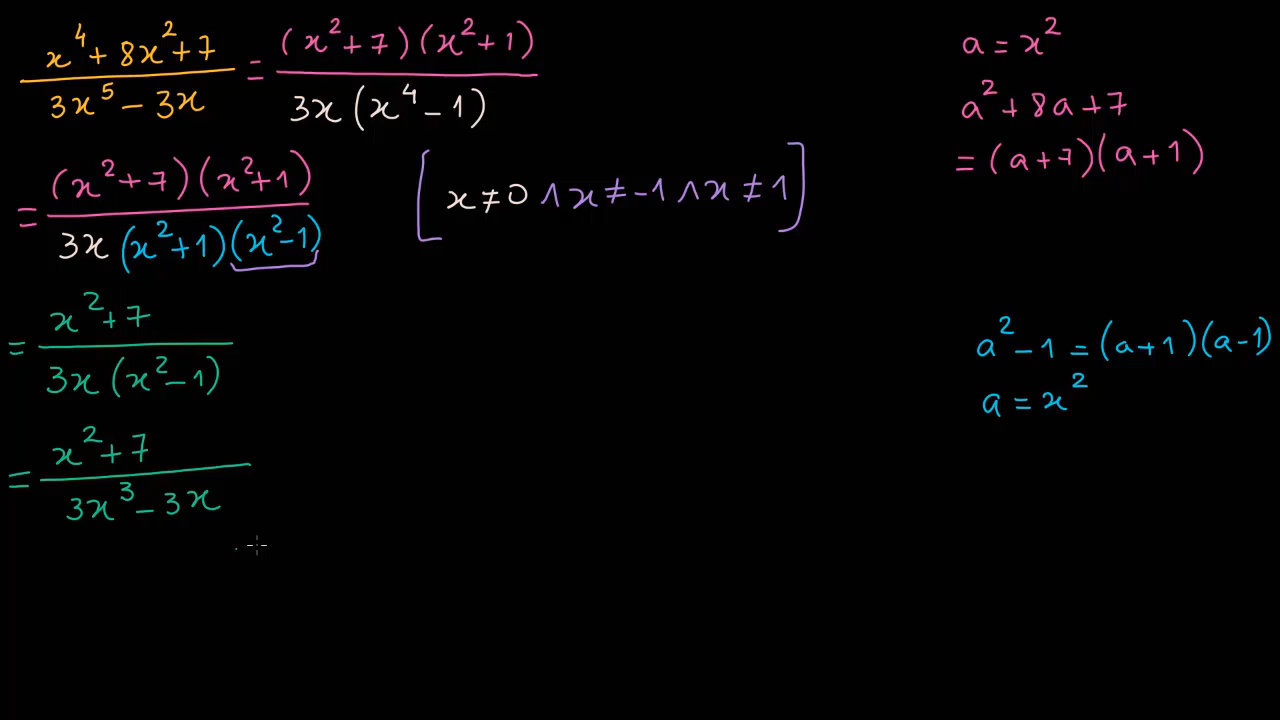 (x⁴ + 8x² + 7)/(3x⁵ − 3x) = ((x² + 7)(x² + 1))/(3x(x⁴ − 1))
= ((x² + 7)(x² + 1))/(3x(x² + 1)(x² − 1)) [x ≠ 0 ∧ x ≠ −1 ∧ x ≠ 1]
= (x² + 7)/(3x(x² − 1))
= (x² + 7)/(3x³ − 3x)
a = x²
a² + 8a + 7
= (a + 7)(a + 1)
a² − 1 = (a + 1)(a − 1)
a = x²